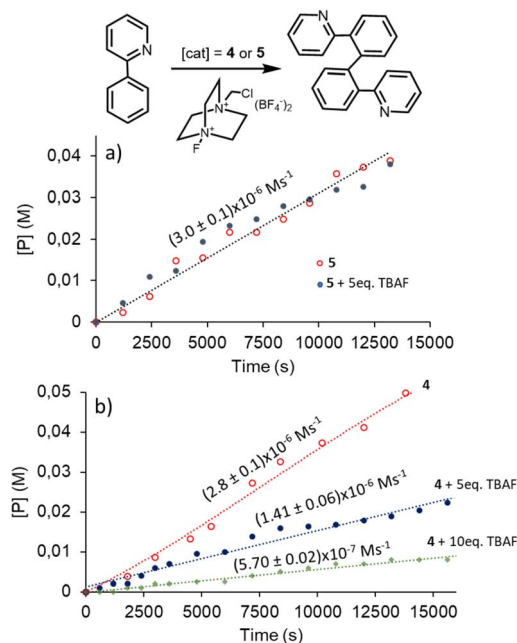 N
[cat] = 4 or 5
Cl
N+
(BF4-)2
N+
F
N
N
a)
[P] (M)
0,04
0,03
0,02
0,01
0
(3.0 ± 0.1)x10-6 Ms-1
5
5 + 5eq. TBAF
0 2500 5000 7500 10000 12500 15000
Time (s)
b)
[P] (M)
0,05
0,04
0,03
0,02
0,01
0
4
(2.8 ± 0.1)x10-6 Ms-1
4 + 5eq. TBAF
(1.41 ± 0.06)x10-6 Ms-1
4 + 10eq. TBAF
(5.70 ± 0.02)x10-7 Ms-1
0 2500 5000 7500 10000 12500 15000
Time (s)